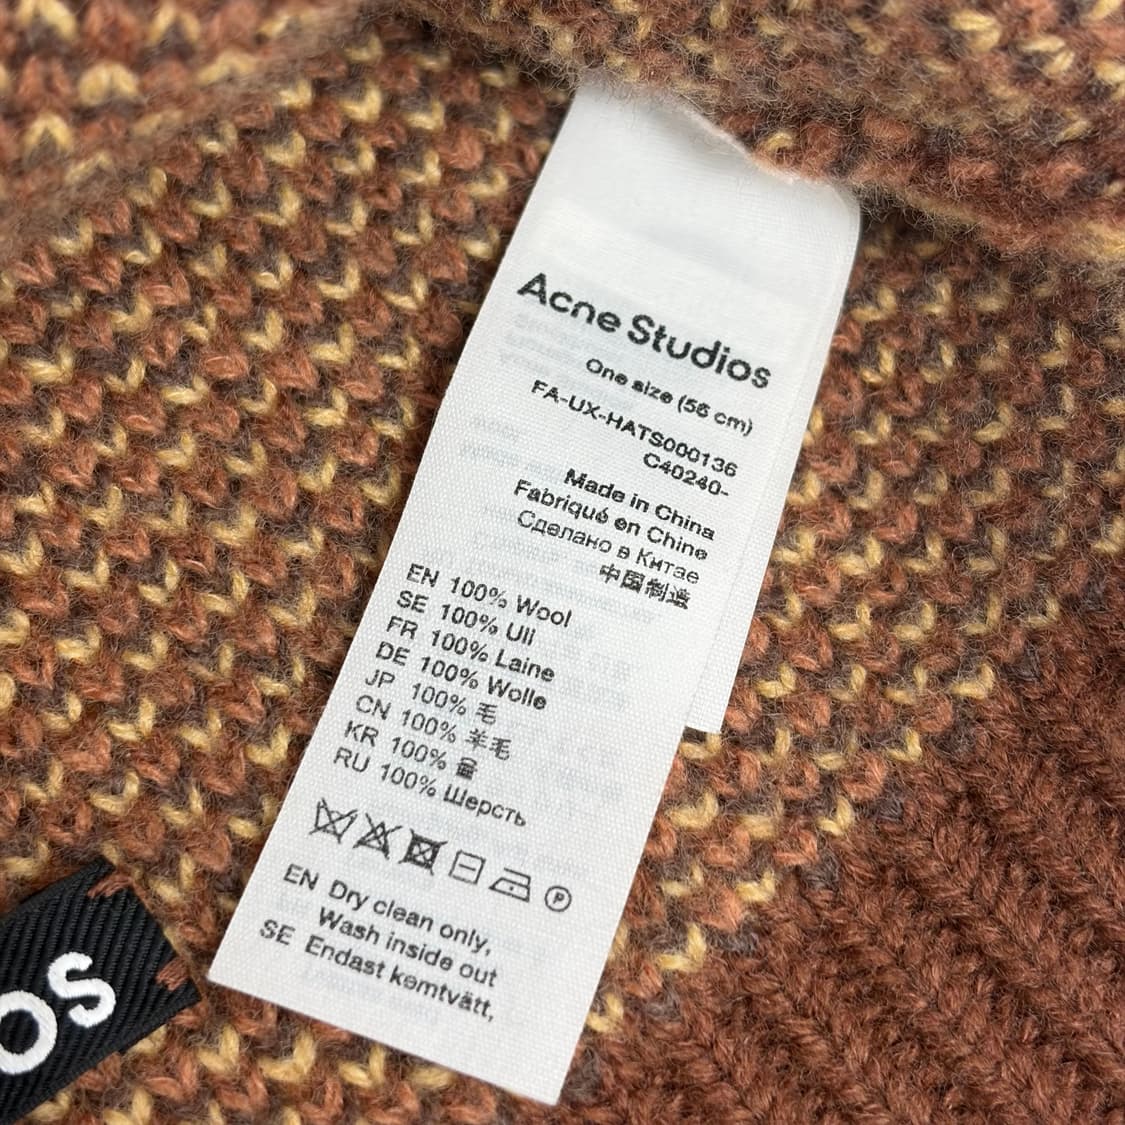 Acne Studios
One size (56 cm)
FA-UX-HATS000136
C40240-
Made in China
Fabriqué en Chine
Сделано в Китае
中国制造
EN 100% Wool
SE 100% Ull
FR 100% Laine
DE 100% Wolle
JP 100% 毛
CN 100% 羊毛
KR 100% 울
RU 100% Шерсть
P
EN Dry clean only,
Wash inside out
SE Endast kemtvätt,
OS